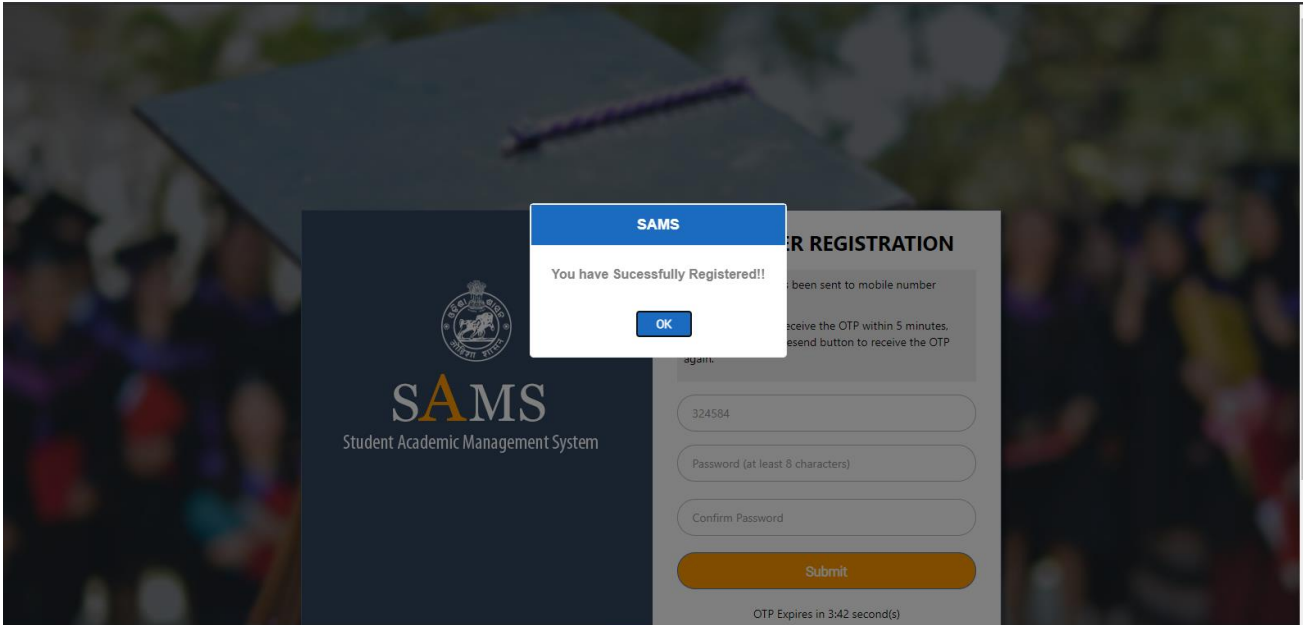 SAMS
Student Academic Management System
SAMS
You have Sucessfully Registered!!
OK
ER REGISTRATION
been sent to mobile number
receive the OTP within 5 minutes,
resend button to receive the OTP
again.
324584
Password (at least 8 characters)
Confirm Password
Submit
OTP Expires in 3:42 second(s)